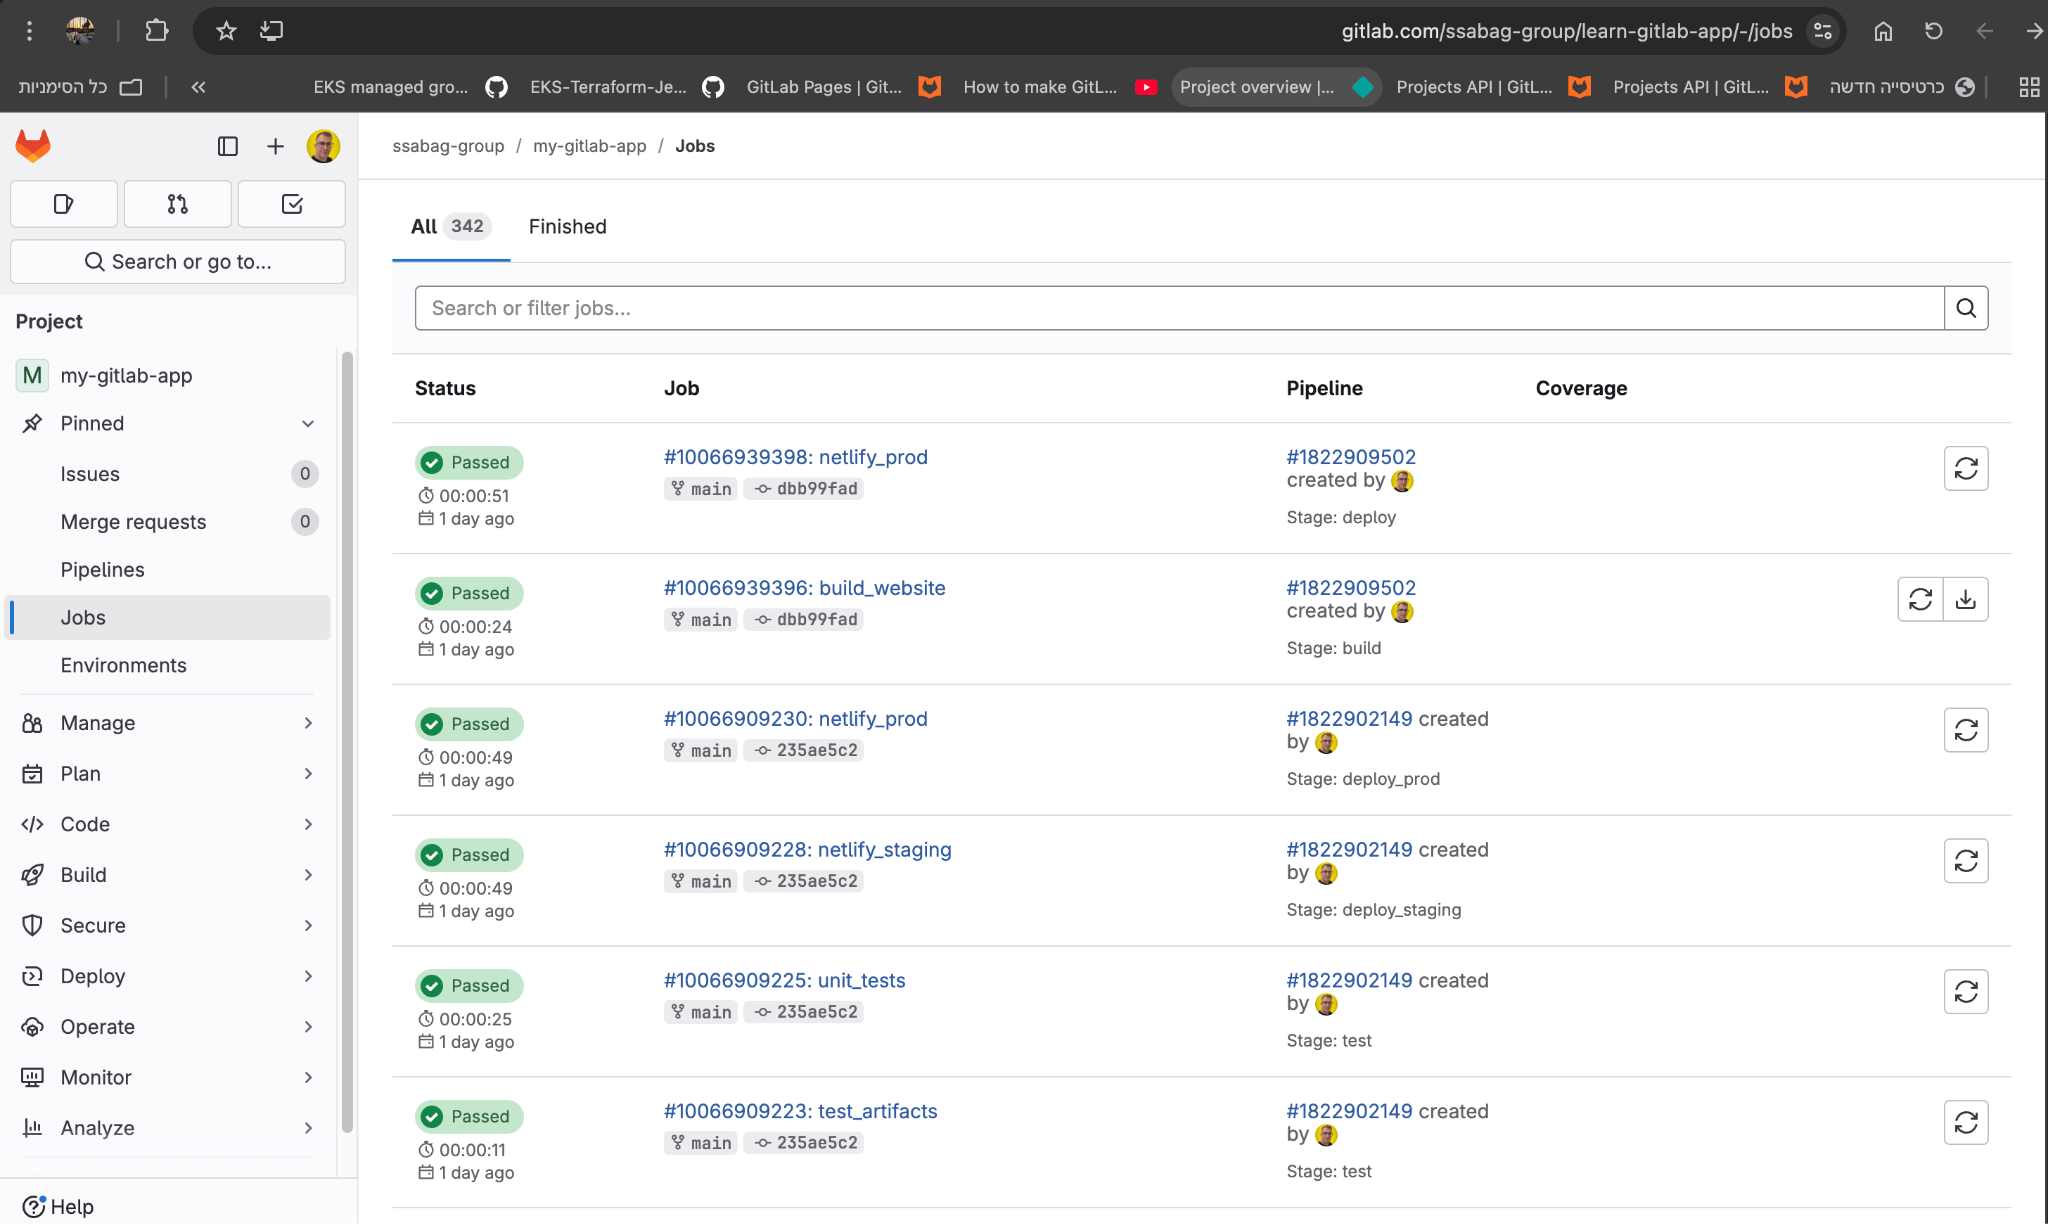 gitlab.com/ssabag-group/learn-gitlab-app/-/jobs
כל הסימניות
EKS managed gro...
EKS-Terraform-Je...
GitLab Pages | Git...
How to make GitL...
Project overview |...
Projects API | GitL...
Projects API | GitL...
כרטיסייה חדשה
ssabag-group / my-gitlab-app / Jobs
Search or go to...
Project
M my-gitlab-app
Pinned
Issues 0
Merge requests 0
Pipelines
Jobs
Environments
Manage
Plan
Code
Build
Secure
Deploy
Operate
Monitor
Analyze
Help
All 342 Finished
Search or filter jobs...
Status Job Pipeline Coverage
Passed #10066939398: netlify_prod #1822909502
00:00:51 main dbb99fad created by
1 day ago Stage: deploy
Passed #10066939396: build_website #1822909502
00:00:24 main dbb99fad created by
1 day ago Stage: build
Passed #10066909230: netlify_prod #1822902149 created
00:00:49 main 235ae5c2 by
1 day ago Stage: deploy_prod
Passed #10066909228: netlify_staging #1822902149 created
00:00:49 main 235ae5c2 by
1 day ago Stage: deploy_staging
Passed #10066909225: unit_tests #1822902149 created
00:00:25 main 235ae5c2 by
1 day ago Stage: test
Passed #10066909223: test_artifacts #1822902149 created
00:00:11 main 235ae5c2 by
1 day ago Stage: test